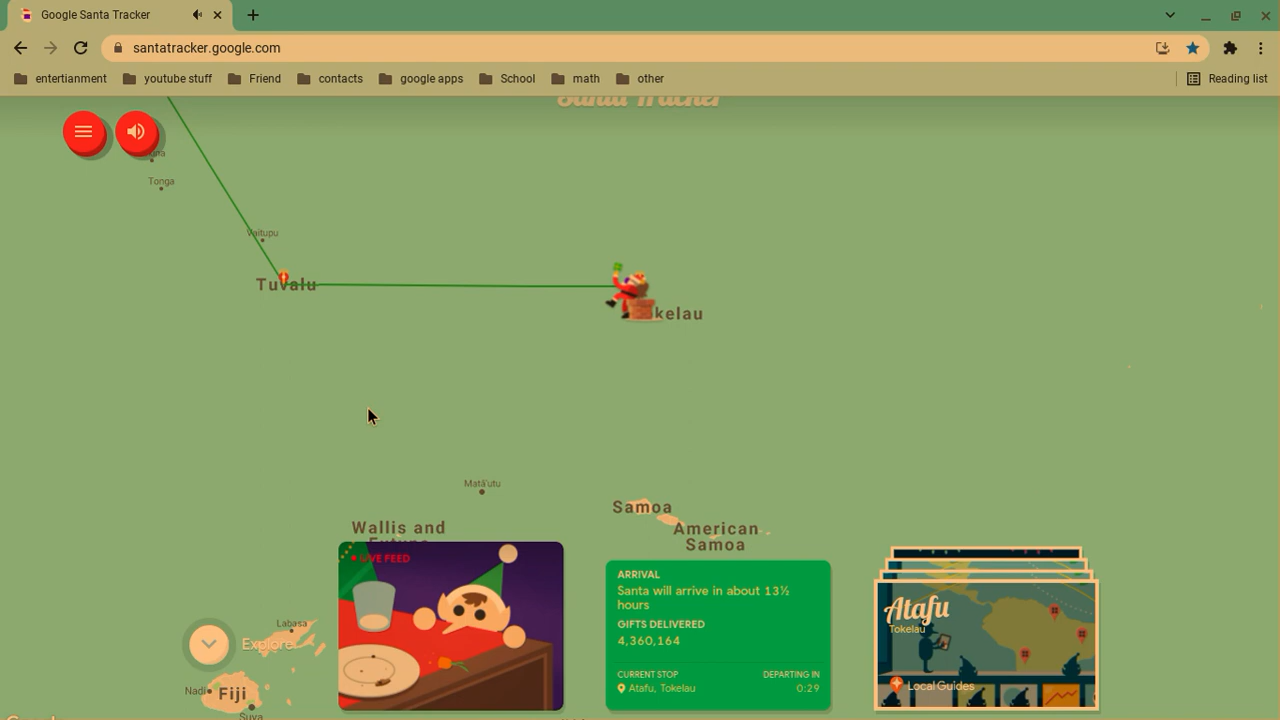 Google Santa Tracker
santatracker.google.com
entertianment
youtube stuff
Friend
contacts
google apps
School
math
other
Reading list
Santa Tracker
Tonga
Vaitupu
Tuvalu
kelau
Matā'utu
Samoa
Wallis and
Futuna
American
Samoa
LIVE FEED
ARRIVAL
Santa will arrive in about 13½
hours
GIFTS DELIVERED
4,360,164
CURRENT STOP
DEPARTING IN
Atafu, Tokelau
0:29
Atafu
Tokelau
Local Guides
Labasa
Explore
Nadi
Fiji
Suva